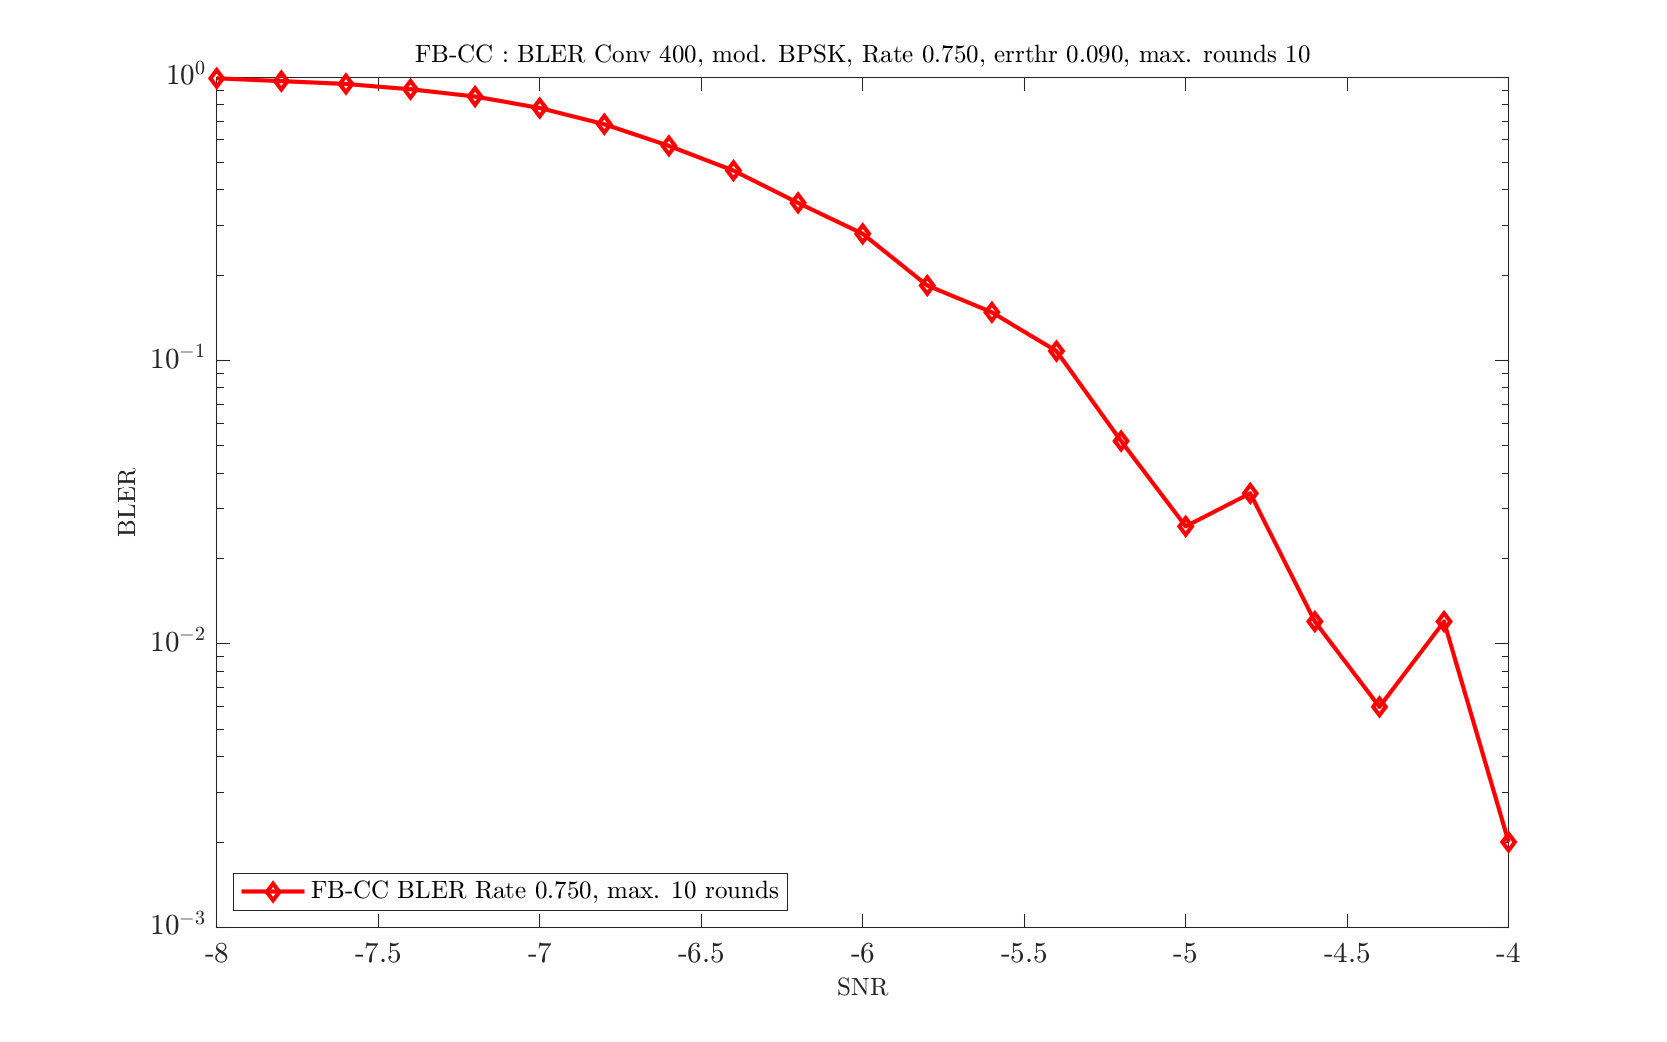 FB-CC : BLER Conv 400, mod. BPSK, Rate 0.750, errthr 0.090, max. rounds 10
10⁰
10⁻¹
10⁻²
10⁻³
BLER
FB-CC BLER Rate 0.750, max. 10 rounds
-8 -7.5 -7 -6.5 -6 -5.5 -5 -4.5 -4
SNR